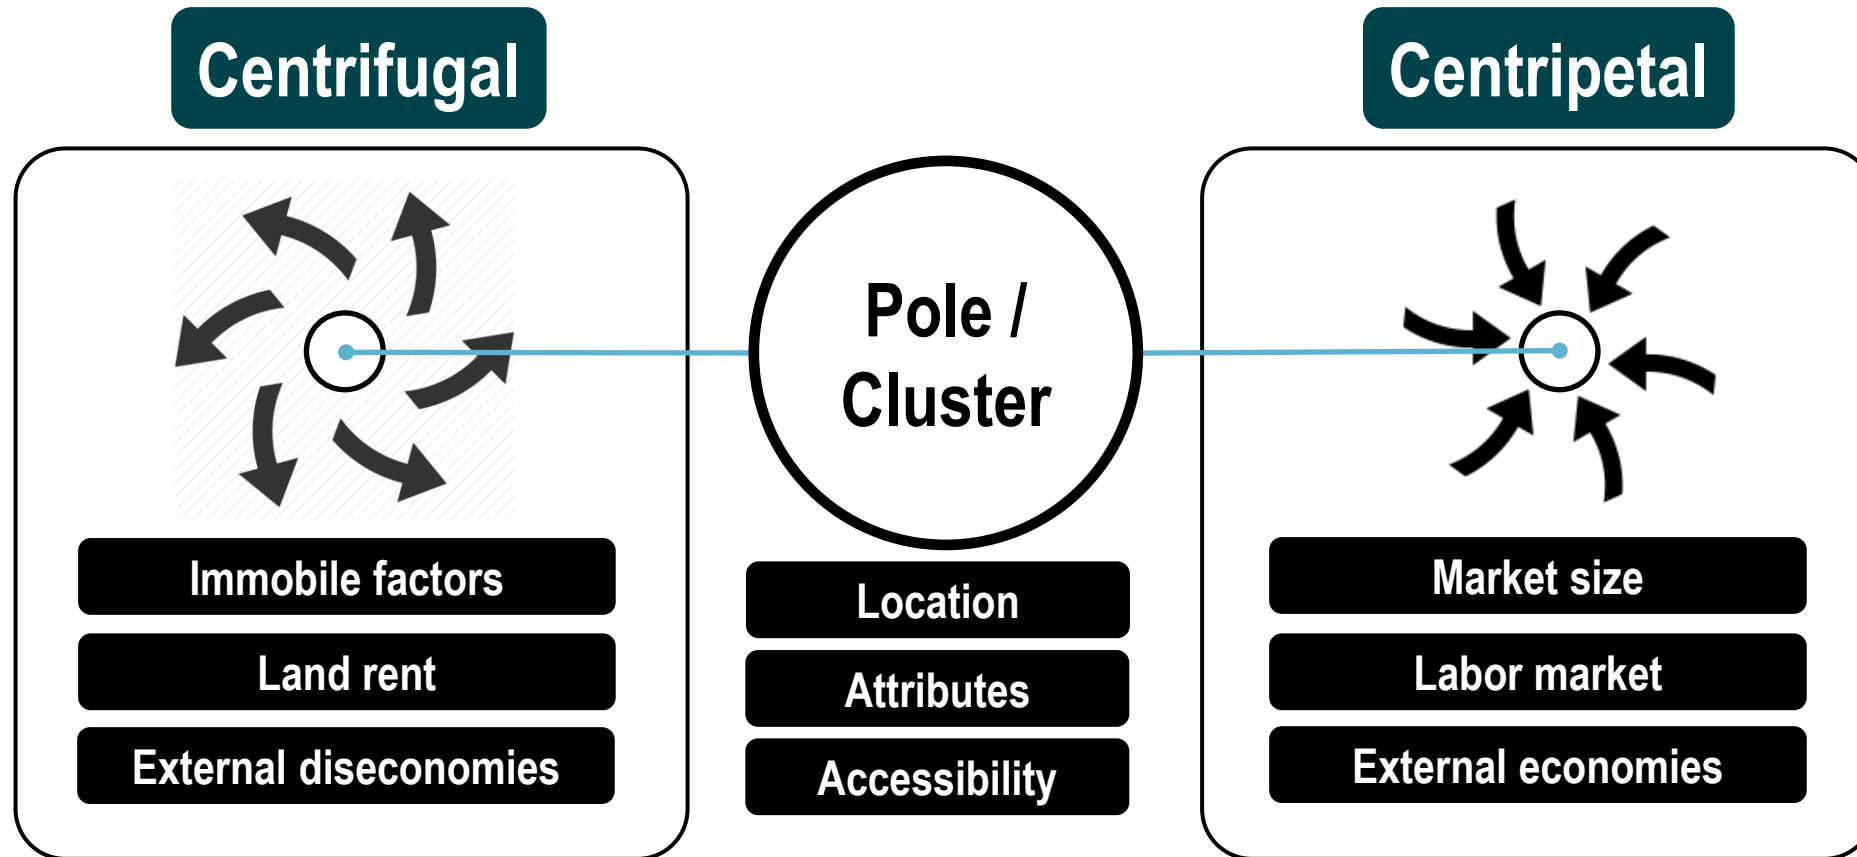 Centrifugal
Centripetal
Pole /
Cluster
Immobile factors
Land rent
External diseconomies
Location
Attributes
Accessibility
Market size
Labor market
External economies